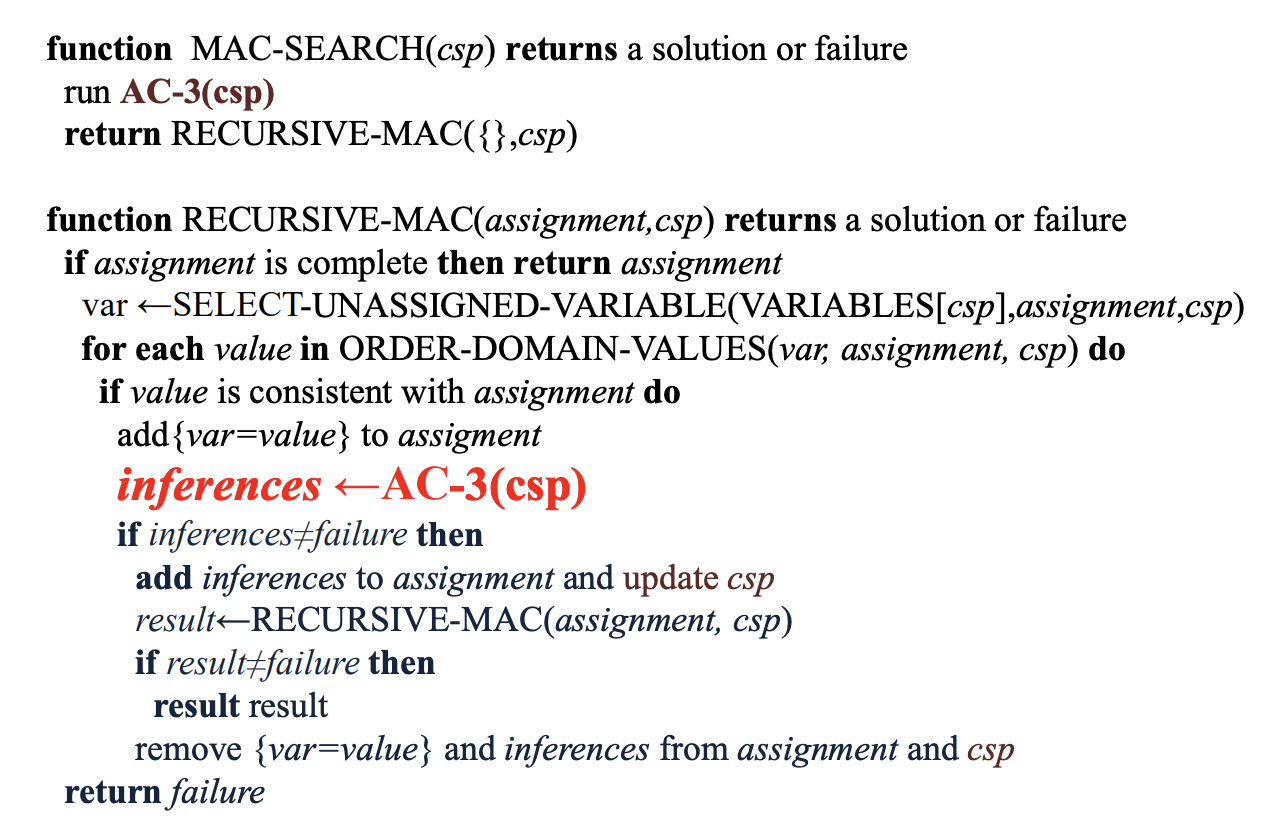 function MAC-SEARCH(csp) returns a solution or failure
run AC-3(csp)
return RECURSIVE-MAC({},csp)
function RECURSIVE-MAC(assignment,csp) returns a solution or failure
if assignment is complete then return assignment
var ←SELECT-UNASSIGNED-VARIABLE(VARIABLES[csp],assignment,csp)
for each value in ORDER-DOMAIN-VALUES(var, assignment, csp) do
if value is consistent with assignment do
add{var=value} to assigment
inferences ←AC-3(csp)
if inferences≠failure then
add inferences to assignment and update csp
result←RECURSIVE-MAC(assignment, csp)
if result≠failure then
result result
remove {var=value} and inferences from assignment and csp
return failure